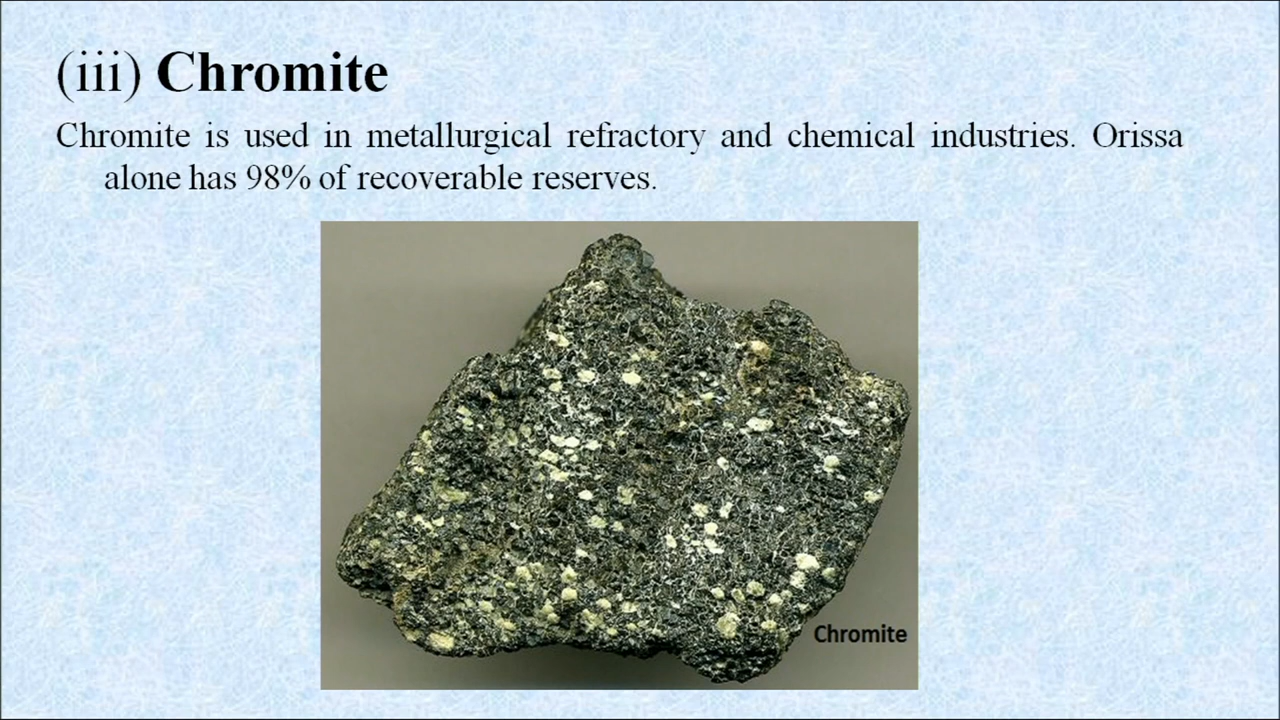 (iii) Chromite
Chromite is used in metallurgical refractory and chemical industries. Orissa
alone has 98% of recoverable reserves.
Chromite